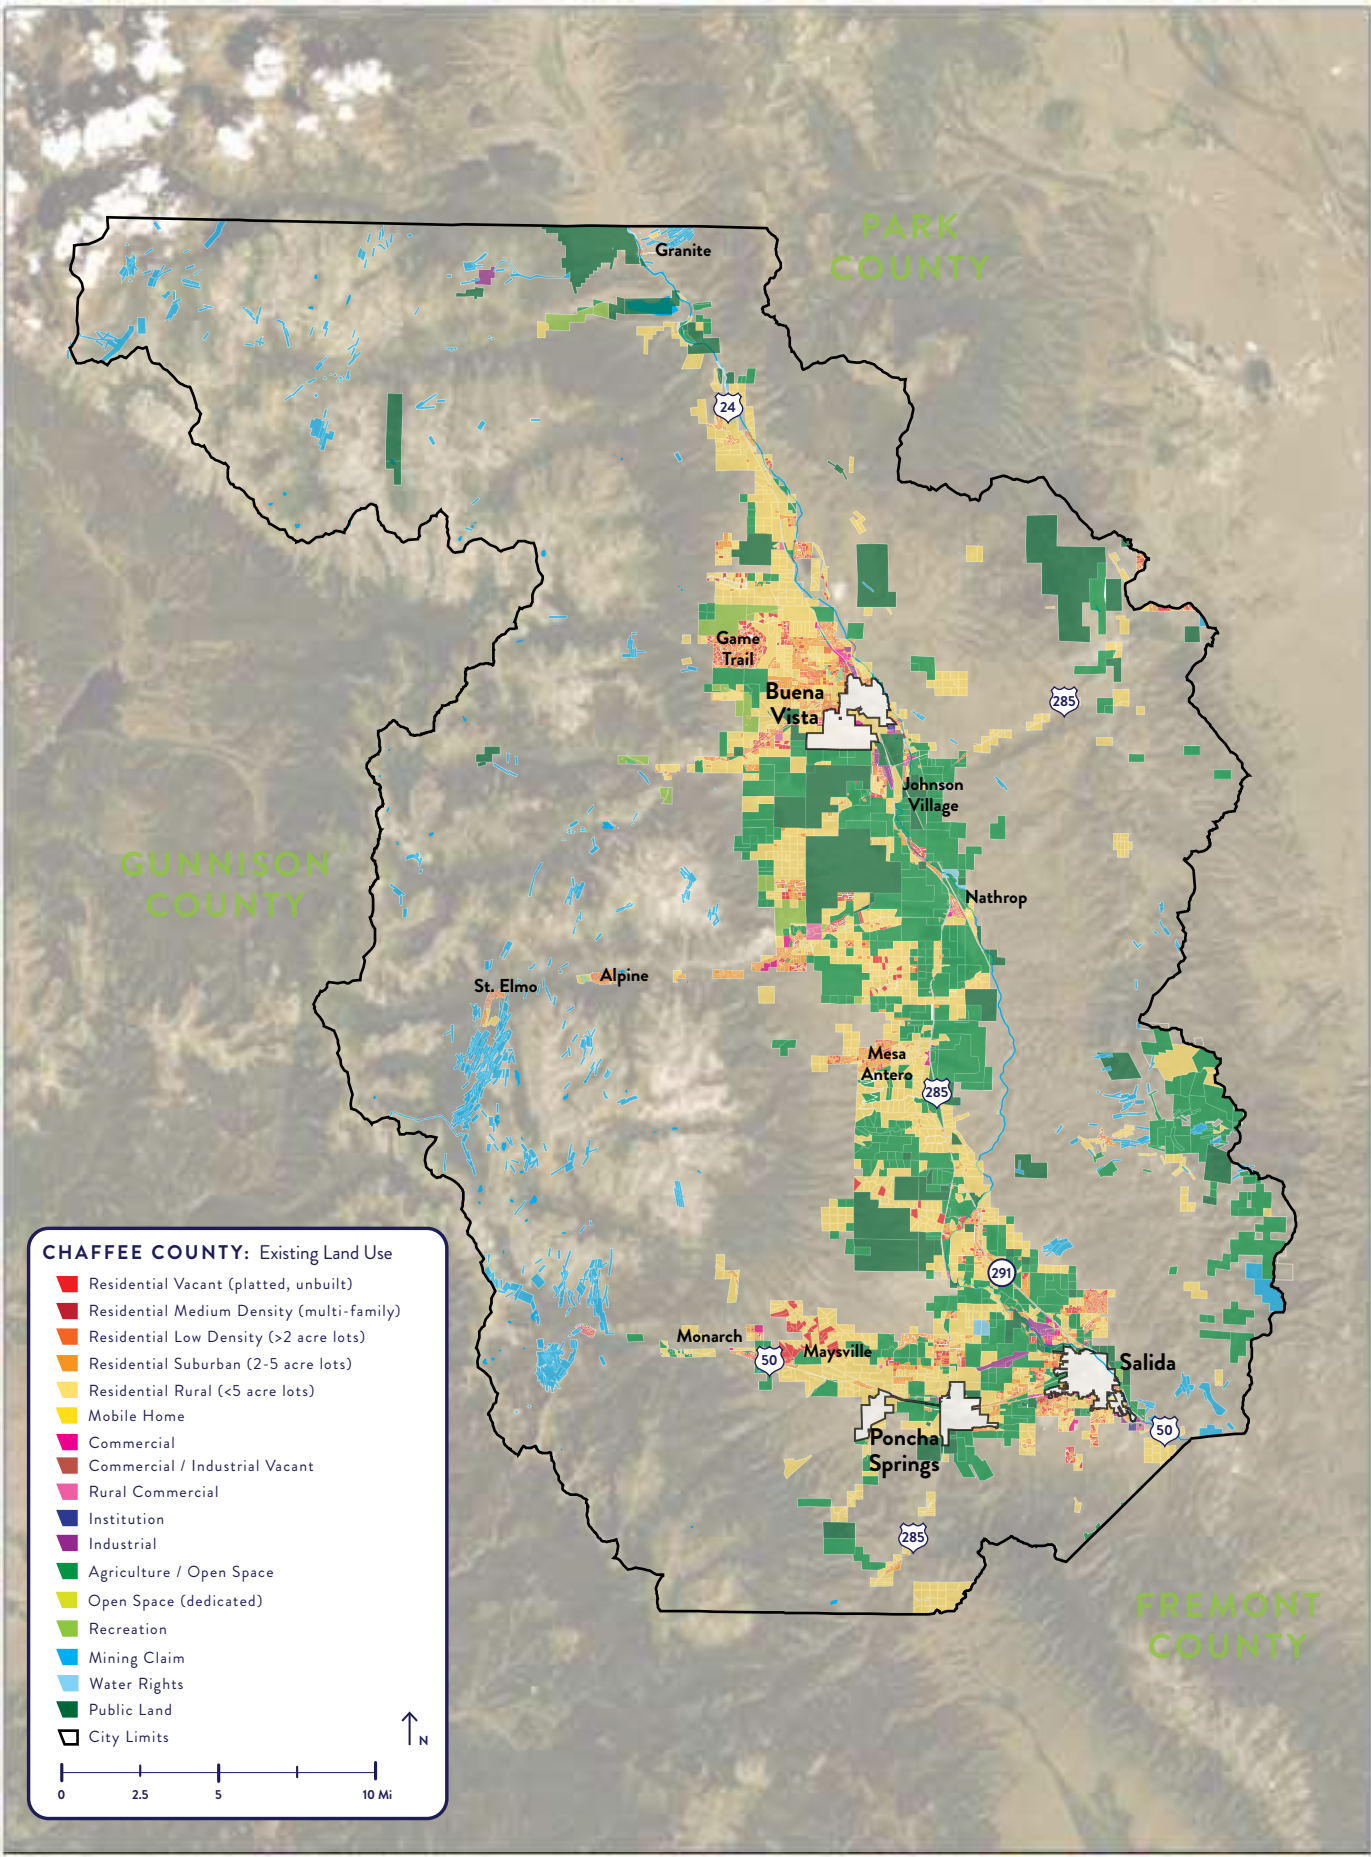 PARK
COUNTY
Granite
24
Game
Trail
285
Buena
Vista
Johnson
Village
GUNNISON
COUNTY
Nathrop
Alpine
St. Elmo
Mesa
Antero
285
291
Monarch
Maysville
50
Salida
50
Poncha
Springs
285
FREMONT
COUNTY
CHAFFEE COUNTY: Existing Land Use
Residential Vacant (platted, unbuilt)
Residential Medium Density (multi-family)
Residential Low Density (>2 acre lots)
Residential Suburban (2-5 acre lots)
Residential Rural (<5 acre lots)
Mobile Home
Commercial
Commercial / Industrial Vacant
Rural Commercial
Institution
Industrial
Agriculture / Open Space
Open Space (dedicated)
Recreation
Mining Claim
Water Rights
Public Land
City Limits
N
0 2.5 5 10 Mi